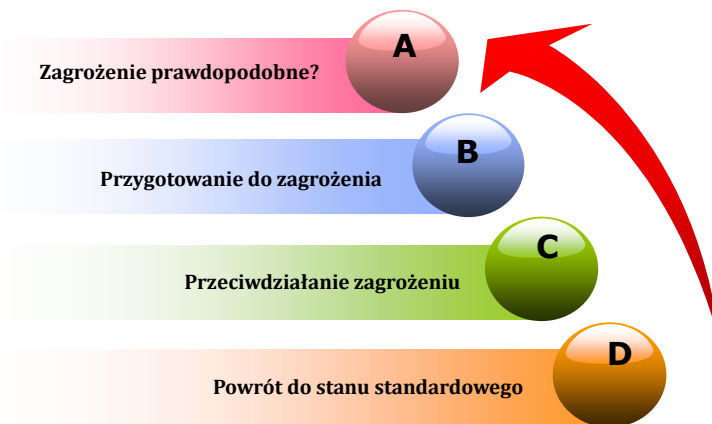 A
Zagrożenie prawdopodobne?
B
Przygotowanie do zagrożenia
C
Przeciwdziałanie zagrożeniu
D
Powrót do stanu standardowego